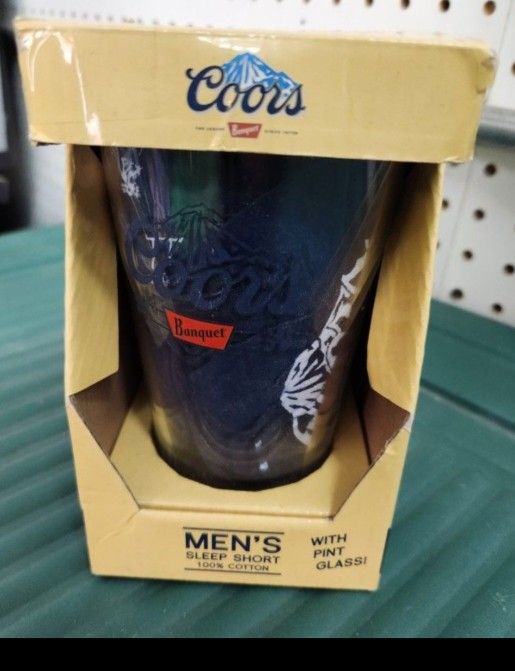 Coors
Banquet
Coors
Banquet
MEN'S
SLEEP SHORT
100% COTTON
WITH
PINT
GLASS!